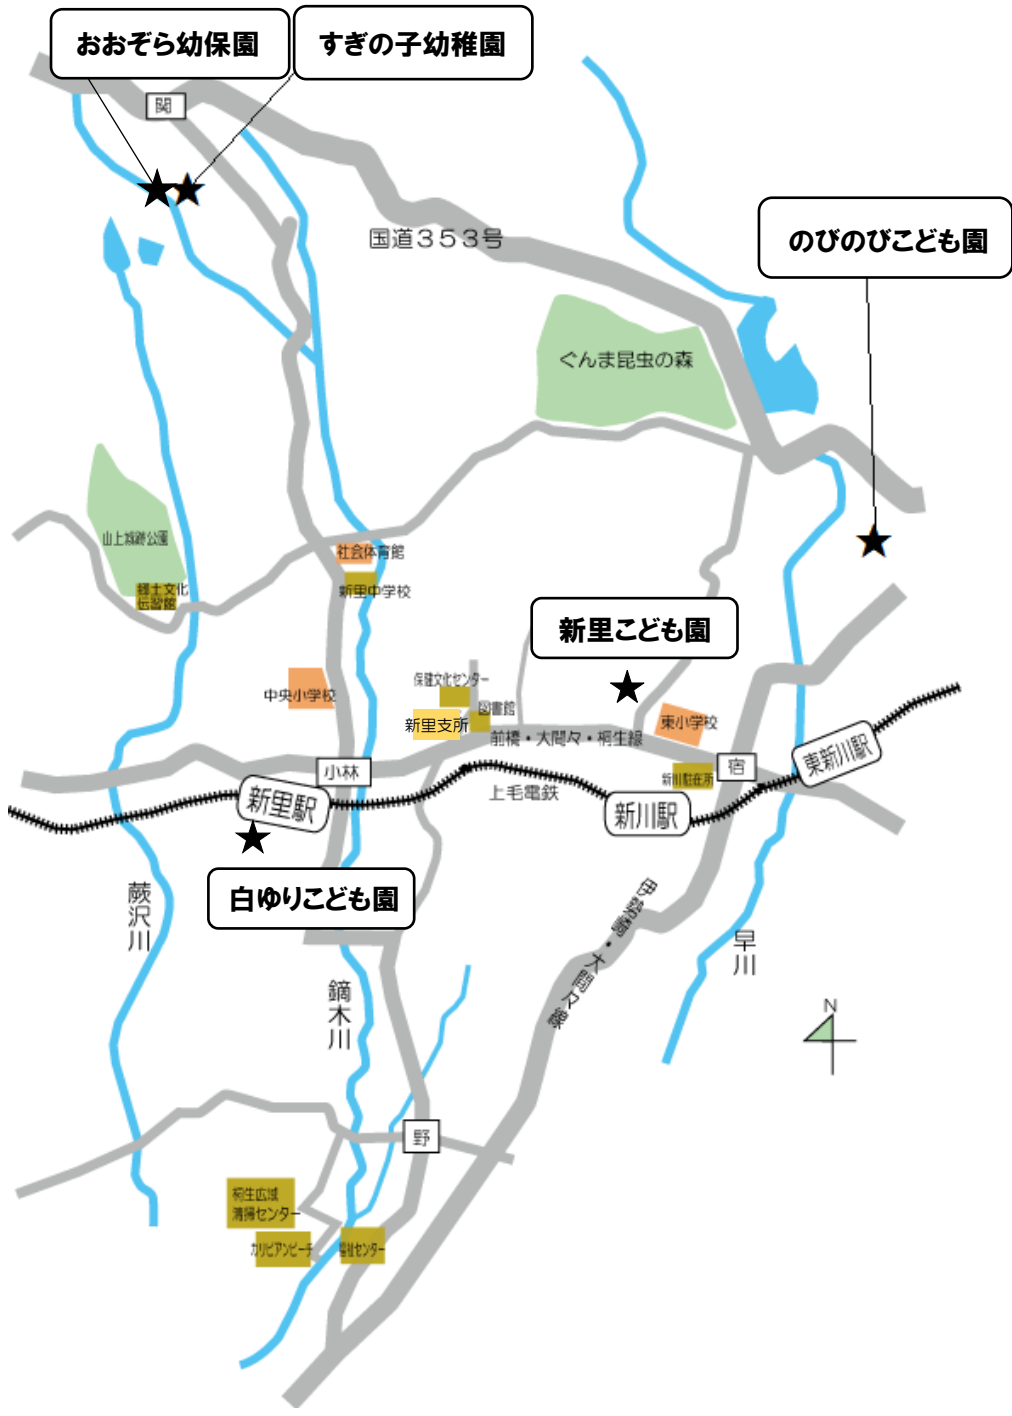 おおぞら幼保園
すぎの子幼稚園
関
国道353号
のびのびこども園
ぐんま昆虫の森
山上城跡公園
郷土文化
伝習館
社会体育館
新里中学校
新里こども園
中央小学校
保健文化センター
図書館
新里支所
東小学校
前橋・大間々・桐生線
小林
宿
東新川駅
新川駐在所
新里駅
上毛電鉄
新川駅
白ゆりこども園
蕨沢川
伊勢崎・大間々線
早川
鏑木川
N
野
桐生広域
清掃センター
カリビアンビーチ
福祉センター